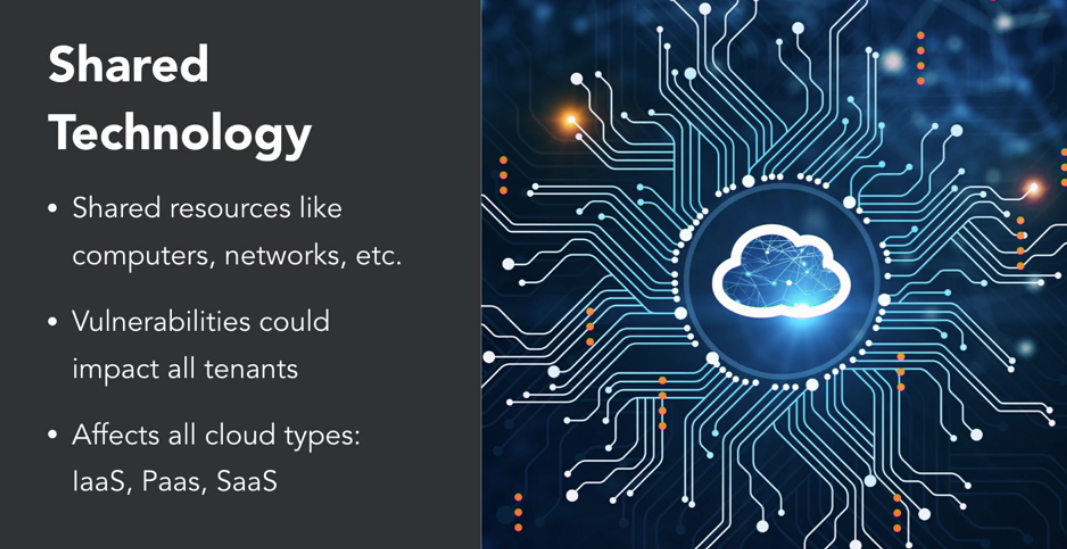 Shared
Technology
• Shared resources like
computers, networks, etc.
• Vulnerabilities could
impact all tenants
• Affects all cloud types:
IaaS, Paas, SaaS